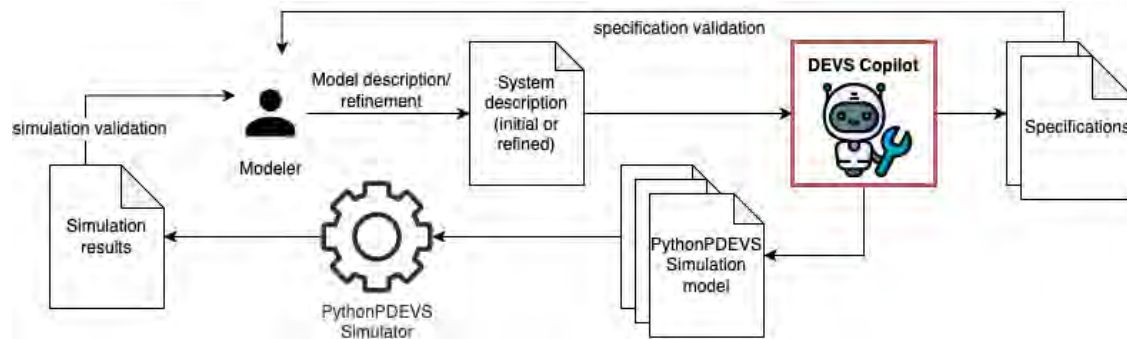 specification validation
Model description/
refinement
System
description
(initial or
refined)
DEVS Copilot
Specifications
simulation validation
Modeler
Simulation
results
PythonPDEVS
Simulator
PythonPDEVS
Simulation
model